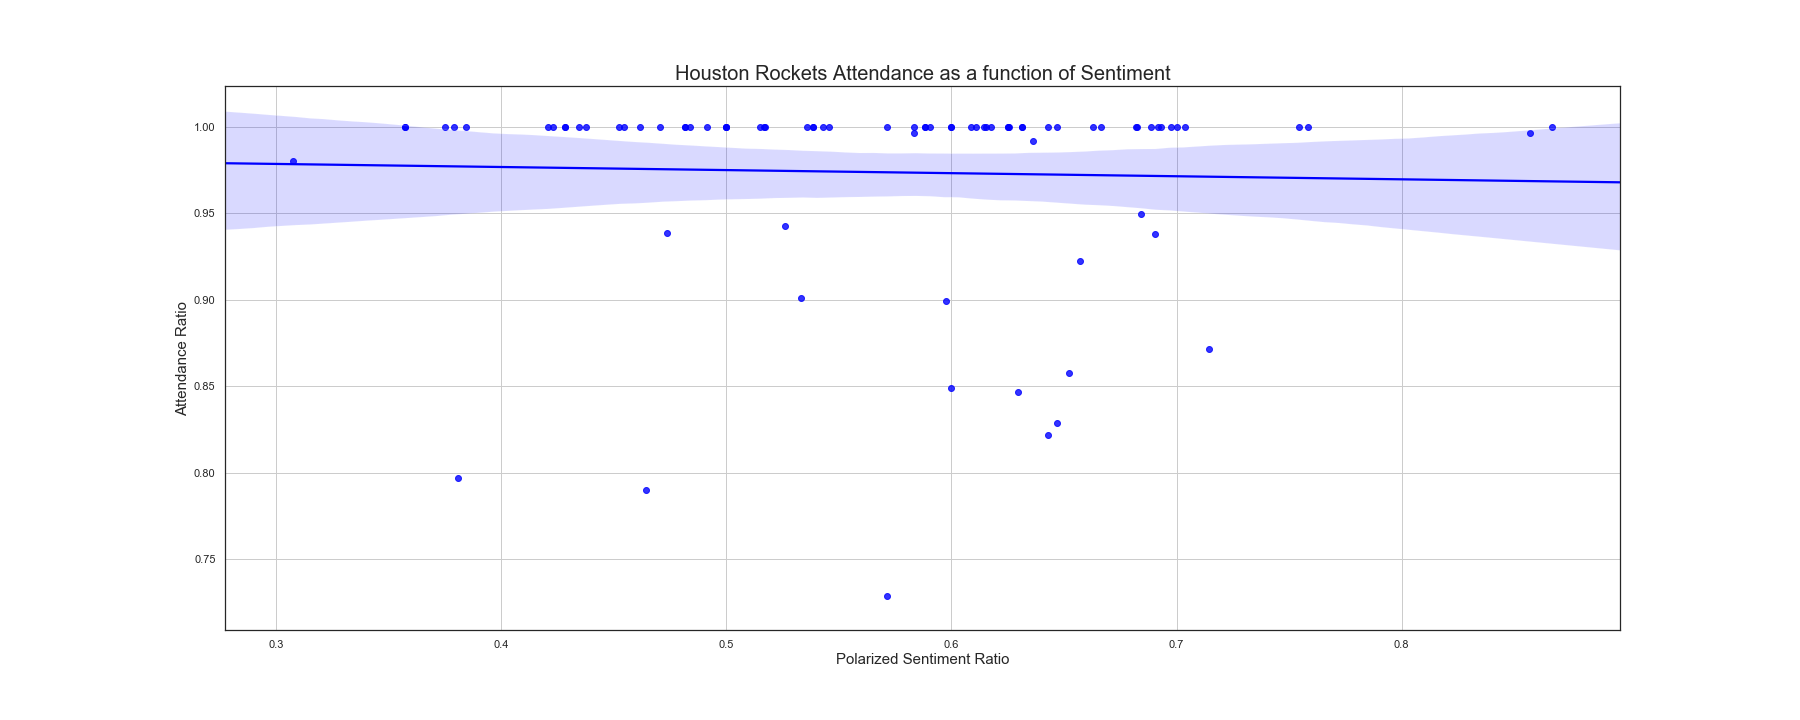 Houston Rockets Attendance as a function of Sentiment
Attendance Ratio
1.00
0.95
0.90
0.85
0.80
0.75
0.3 0.4 0.5 0.6 0.7 0.8
Polarized Sentiment Ratio